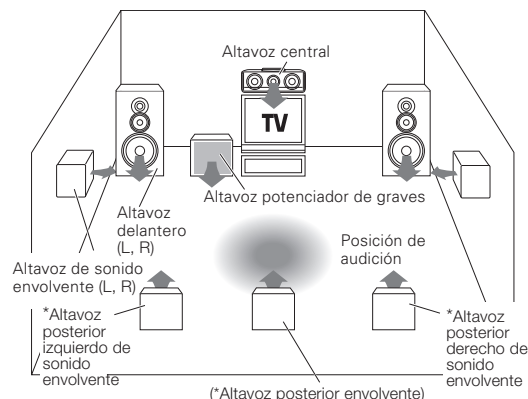 Altavoz central
TV
Altavoz potenciador de graves
Altavoz
delantero
(L, R)
Posición de
audición
Altavoz de sonido
envolvente (L, R)
*Altavoz
posterior
izquierdo de
sonido
envolvente
*Altavoz
posterior
derecho de
sonido
envolvente
(*Altavoz posterior envolvente)